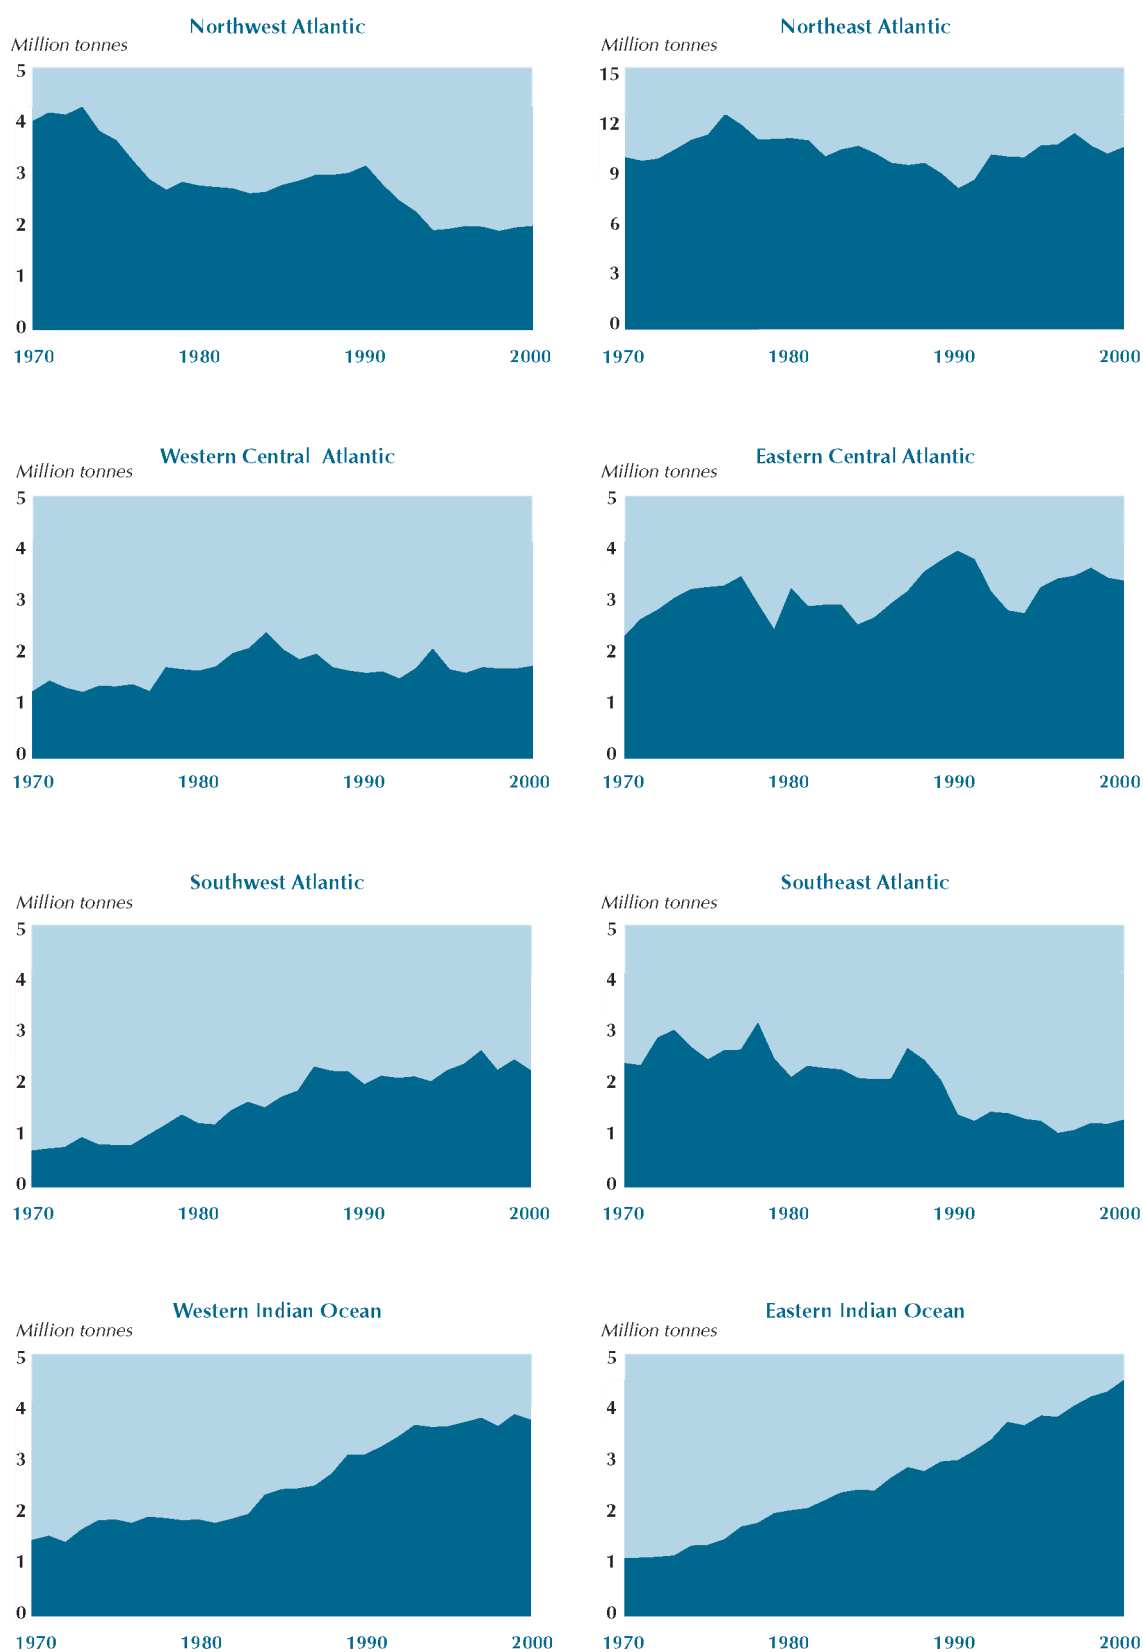 Northwest Atlantic
Million tonnes
5
4
3
2
1
0
1970 1980 1990 2000
Northeast Atlantic
Million tonnes
15
12
9
6
3
0
1970 1980 1990 2000
Western Central Atlantic
Million tonnes
5
4
3
2
1
0
1970 1980 1990 2000
Eastern Central Atlantic
Million tonnes
5
4
3
2
1
0
1970 1980 1990 2000
Southwest Atlantic
Million tonnes
5
4
3
2
1
0
1970 1980 1990 2000
Southeast Atlantic
Million tonnes
5
4
3
2
1
0
1970 1980 1990 2000
Western Indian Ocean
Million tonnes
5
4
3
2
1
0
1970 1980 1990 2000
Eastern Indian Ocean
Million tonnes
5
4
3
2
1
0
1970 1980 1990 2000